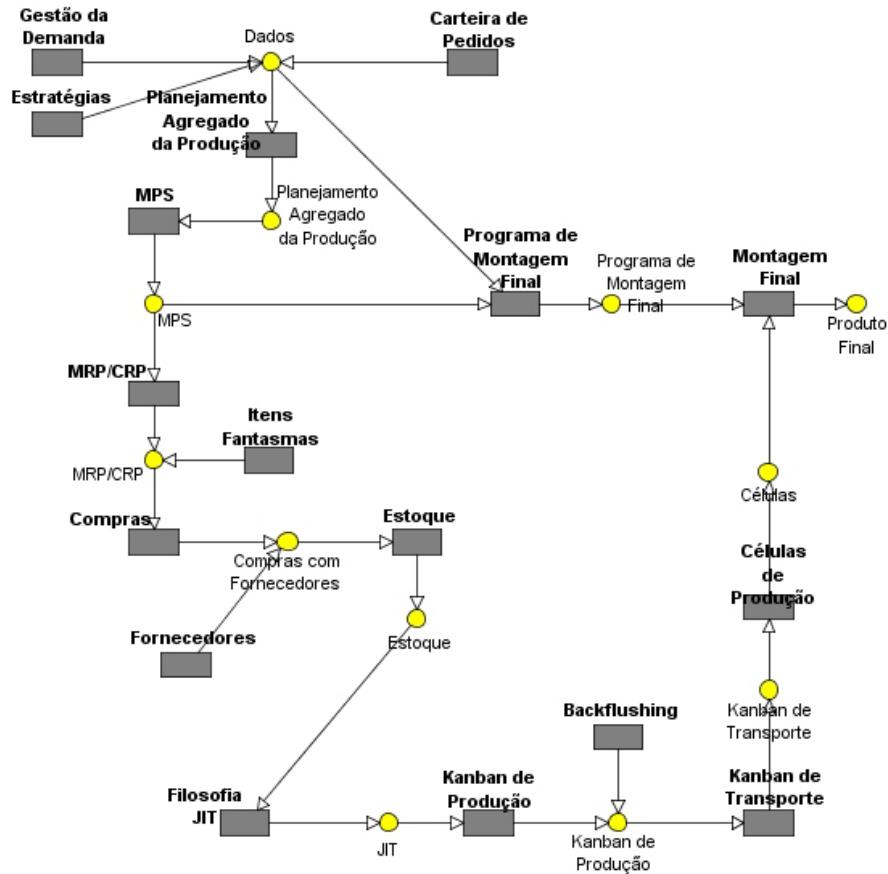 Gestão da
Demanda
Dados
Carteira de
Pedidos
Estratégias
Planejamento
Agregado
da Produção
MPS
Planejamento
Agregado
da Produção
Programa de
Montagem
Final
Programa de
Montagem
Final
Montagem
Final
MPS
Produto
Final
MRP/CRP
Itens
Fantasmas
MRP/CRP
Células
Compras
Estoque
Compras com
Fornecedores
Células
de
Produção
Fornecedores
Estoque
Backflushing
Kanban de
Transporte
Filosofia
JIT
Kanban de
Produção
Kanban de
Transporte
JIT
Kanban de
Produção